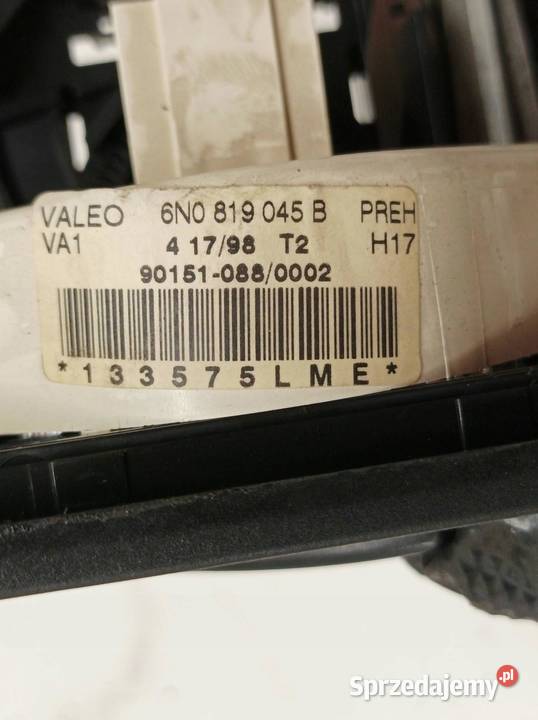 VALEO 6N0 819 045 B PREH
VA1 4 17/98 T2 H17
90151-088/0002
*133575LME*
Sprzedajemy.pl